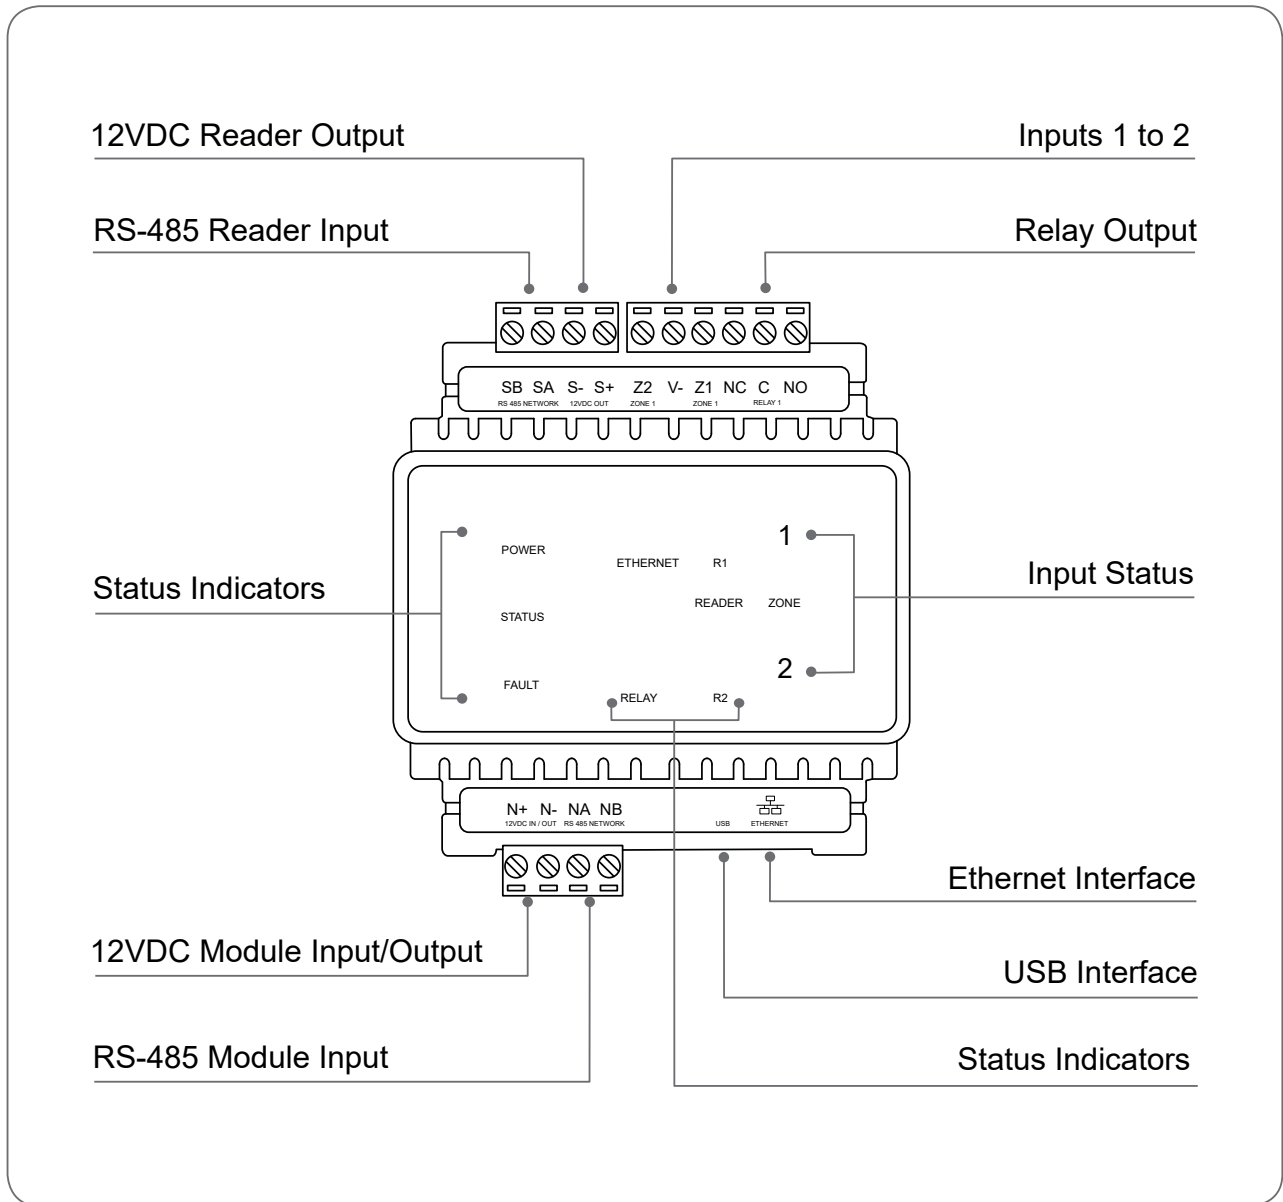 12VDC Reader Output
Inputs 1 to 2
RS-485 Reader Input
Relay Output
SB SA S- S+ Z2 V- Z1 NC C NO
RS 485 NETWORK 12VDC OUT ZONE 1 ZONE 1 RELAY 1
1
POWER
ETHERNET R1
Status Indicators
Input Status
READER ZONE
STATUS
2
FAULT
RELAY R2
N+ N- NA NB
12VDC IN / OUT RS 485 NETWORK USB ETHERNET
Ethernet Interface
12VDC Module Input/Output
USB Interface
RS-485 Module Input
Status Indicators